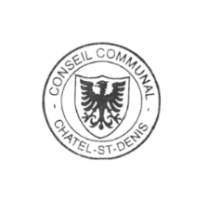 - CONSEIL COMMUNAL -
CHATEL-ST-DENIS